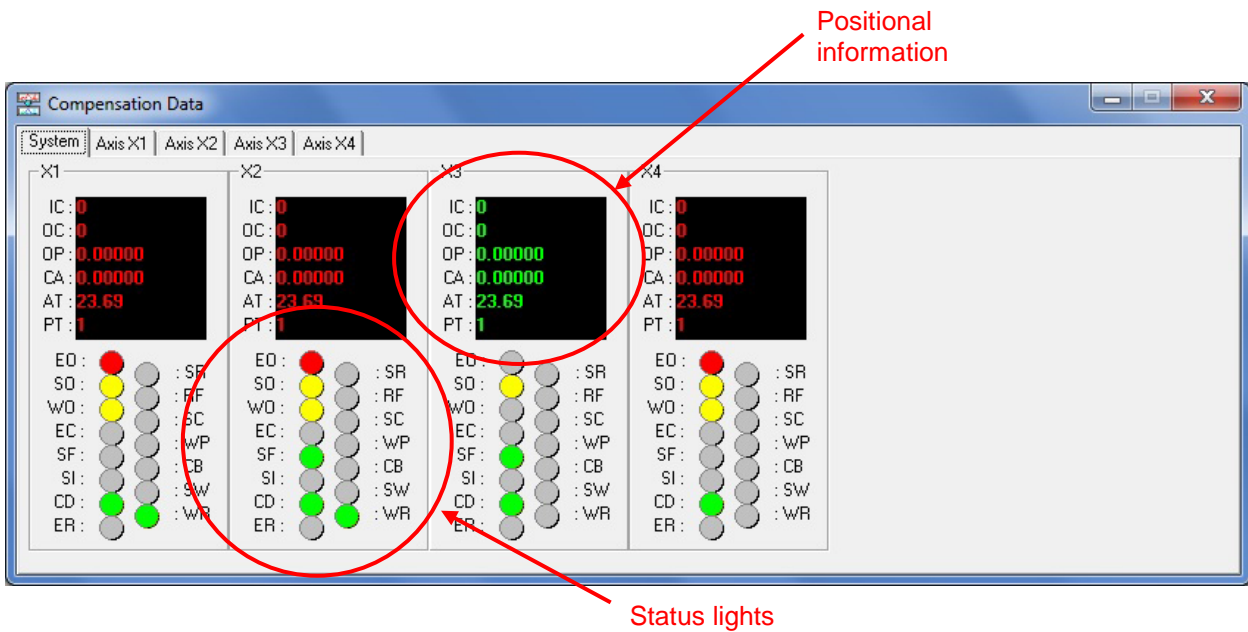 Positional
information
Compensation Data
System Axis X1 Axis X2 Axis X3 Axis X4
X1
IC : 0
OC : 0
OP : 0.00000
CA : 0.00000
AT : 23.69
PT : 1
EO :
SO :
WO :
EC :
SF :
SI :
CD :
ER :
: SR
: RF
: SC
: WP
: CB
: SW
: WR
X2
IC : 0
OC : 0
OP : 0.00000
CA : 0.00000
AT : 23.69
PT : 1
EO :
SO :
WO :
EC :
SF :
SI :
CD :
ER :
: SR
: RF
: SC
: WP
: CB
: SW
: WR
X3
IC : 0
OC : 0
OP : 0.00000
CA : 0.00000
AT : 23.69
PT : 1
EO :
SO :
WO :
EC :
SF :
SI :
CD :
ER :
: SR
: RF
: SC
: WP
: CB
: SW
: WR
X4
IC : 0
OC : 0
OP : 0.00000
CA : 0.00000
AT : 23.69
PT : 1
EO :
SO :
WO :
EC :
SF :
SI :
CD :
ER :
: SR
: RF
: SC
: WP
: CB
: SW
: WR
Status lights